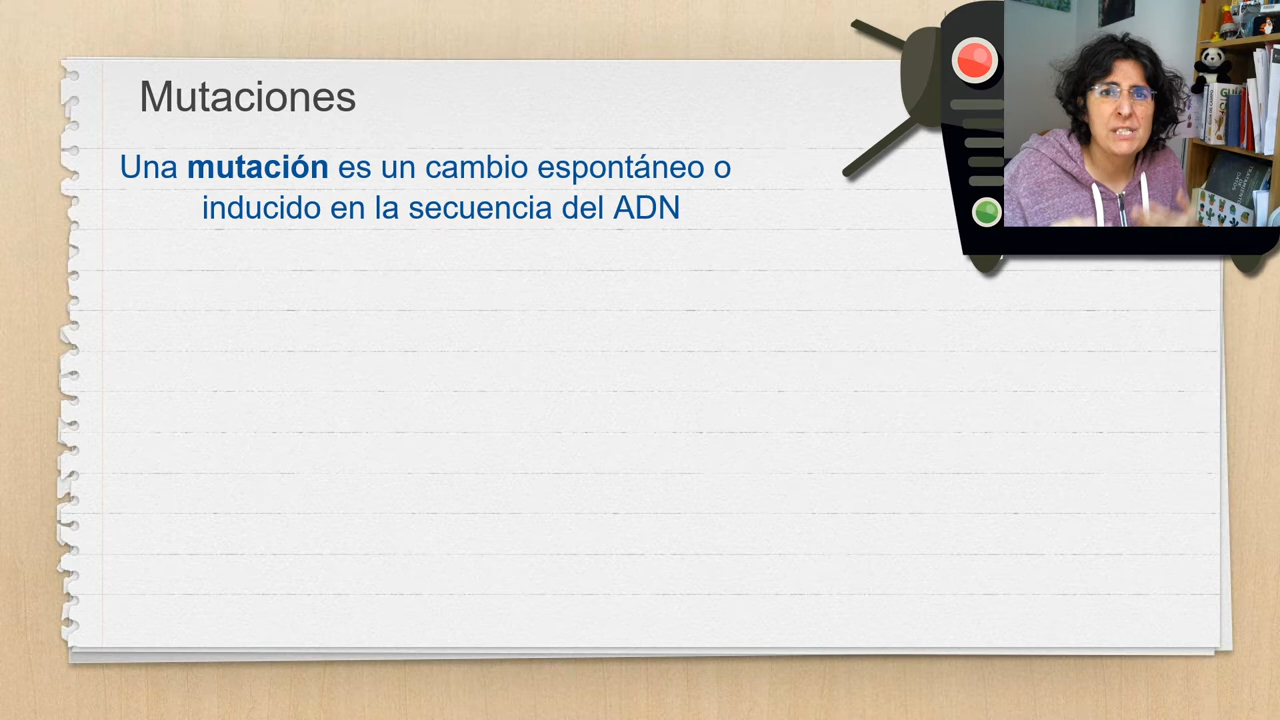 Mutaciones
Una mutación es un cambio espontáneo o
inducido en la secuencia del ADN